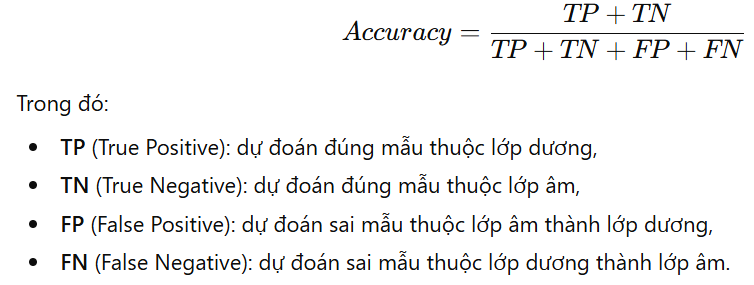 Accuracy = \frac{TP + TN}{TP + TN + FP + FN}
Trong đó:
• TP (True Positive): dự đoán đúng mẫu thuộc lớp dương,
• TN (True Negative): dự đoán đúng mẫu thuộc lớp âm,
• FP (False Positive): dự đoán sai mẫu thuộc lớp âm thành lớp dương,
• FN (False Negative): dự đoán sai mẫu thuộc lớp dương thành lớp âm.